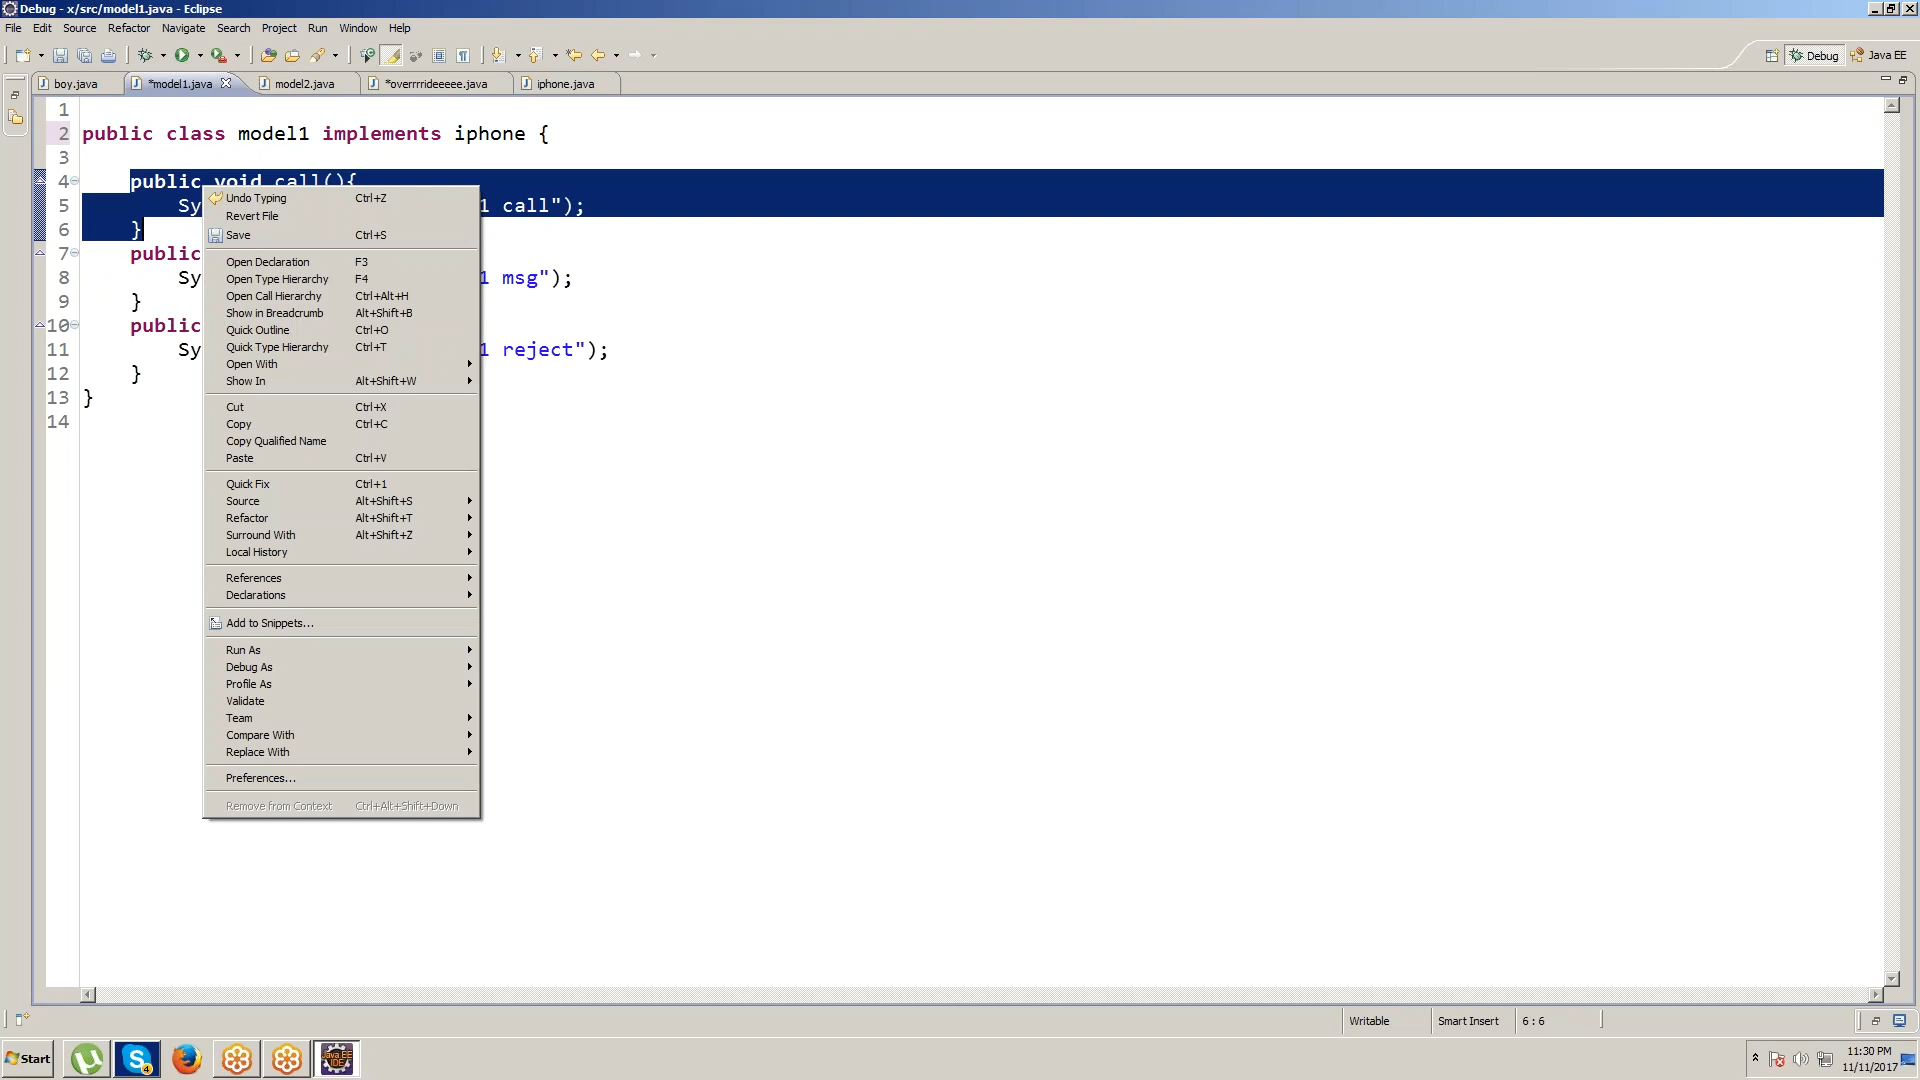 Debug - x/src/model1.java - Eclipse
File Edit Source Refactor Navigate Search Project Run Window Help
Debug Java EE
boy.java *model1.java model2.java *overrrrideeeee.java iphone.java
1
2 public class model1 implements iphone {
3
4 public void call(){
5 Sy 1 call");
6 }
7 public
8 Sy 1 msg");
9 }
10 public
11 Sy 1 reject");
12 }
13 }
14
Undo Typing Ctrl+Z
Revert File
Save Ctrl+S
Open Declaration F3
Open Type Hierarchy F4
Open Call Hierarchy Ctrl+Alt+H
Show in Breadcrumb Alt+Shift+B
Quick Outline Ctrl+O
Quick Type Hierarchy Ctrl+T
Open With
Show In Alt+Shift+W
Cut Ctrl+X
Copy Ctrl+C
Copy Qualified Name
Paste Ctrl+V
Quick Fix Ctrl+1
Source Alt+Shift+S
Refactor Alt+Shift+T
Surround With Alt+Shift+Z
Local History
References
Declarations
Add to Snippets...
Run As
Debug As
Profile As
Validate
Team
Compare With
Replace With
Preferences...
Remove from Context Ctrl+Alt+Shift+Down
Writable Smart Insert 6 : 6
Start
4
Java EE
IDE
11:30 PM
11/11/2017